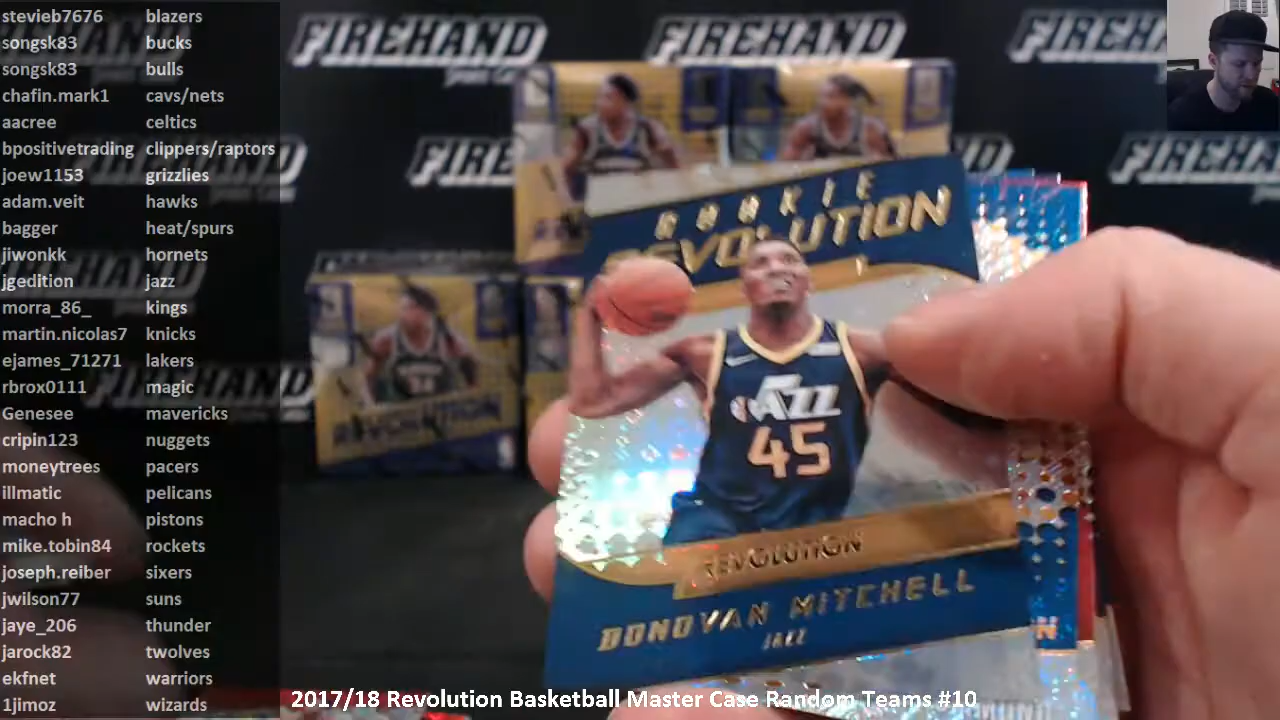 stevieb7676 blazers
songsk83 bucks
songsk83 bulls
chafin.mark1 cavs/nets
aacree celtics
bpositivetrading clippers/raptors
joew1153 grizzlies
adam.veit hawks
bagger heat/spurs
jiwonkk hornets
jgedition jazz
morra_86_ kings
martin.nicolas7 knicks
ejames_71271 lakers
rbrox0111 magic
Genesee mavericks
cripin123 nuggets
moneytrees pacers
illmatic pelicans
macho h pistons
mike.tobin84 rockets
joseph.reiber sixers
jwilson77 suns
jaye_206 thunder
jarock82 twolves
ekfnet warriors
1jimoz wizards
FIREHAND FIREHAND FIREHAND
FIREHAND
FIREHAND
FIREHAND
ROOKIE
REVOLUTION
JAZZ
45
REVOLUTION
DONOVAN MITCHELL
JAZZ
REVOLUTION
2017/18 Revolution Basketball Master Case Random Teams #10